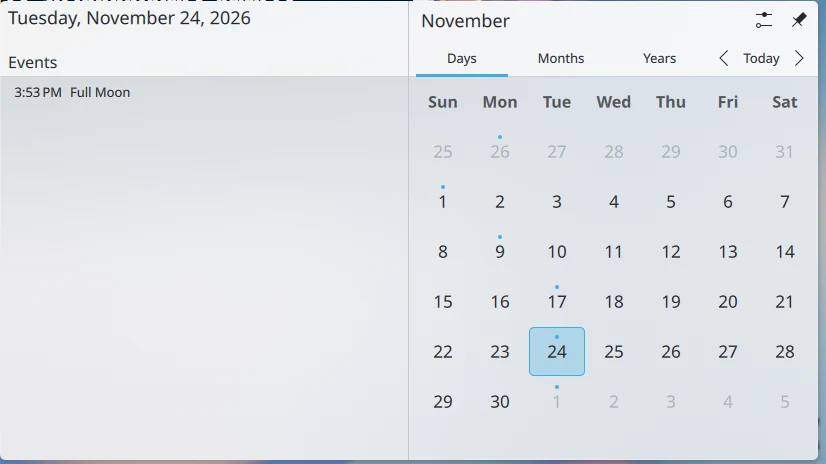 Tuesday, November 24, 2026
Events
3:53 PM Full Moon
November
Days Months Years Today
Sun Mon Tue Wed Thu Fri Sat
25 26 27 28 29 30 31
1 2 3 4 5 6 7
8 9 10 11 12 13 14
15 16 17 18 19 20 21
22 23 24 25 26 27 28
29 30 1 2 3 4 5